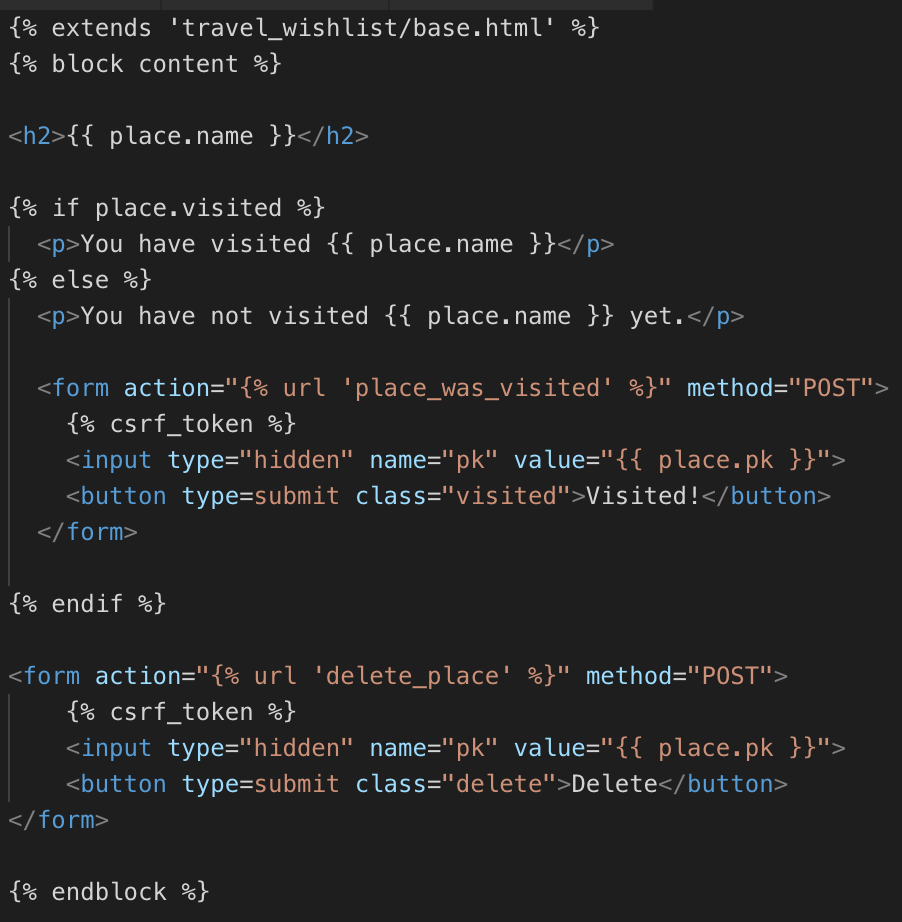 {% extends 'travel_wishlist/base.html' %}
{% block content %}
<h2>{{ place.name }}</h2>
{% if place.visited %}
<p>You have visited {{ place.name }}</p>
{% else %}
<p>You have not visited {{ place.name }} yet.</p>
<form action="{% url 'place_was_visited' %}" method="POST">
{% csrf_token %}
<input type="hidden" name="pk" value="{{ place.pk }}">
<button type=submit class="visited">Visited!</button>
</form>
{% endif %}
<form action="{% url 'delete_place' %}" method="POST">
{% csrf_token %}
<input type="hidden" name="pk" value="{{ place.pk }}">
<button type=submit class="delete">Delete</button>
</form>
{% endblock %}